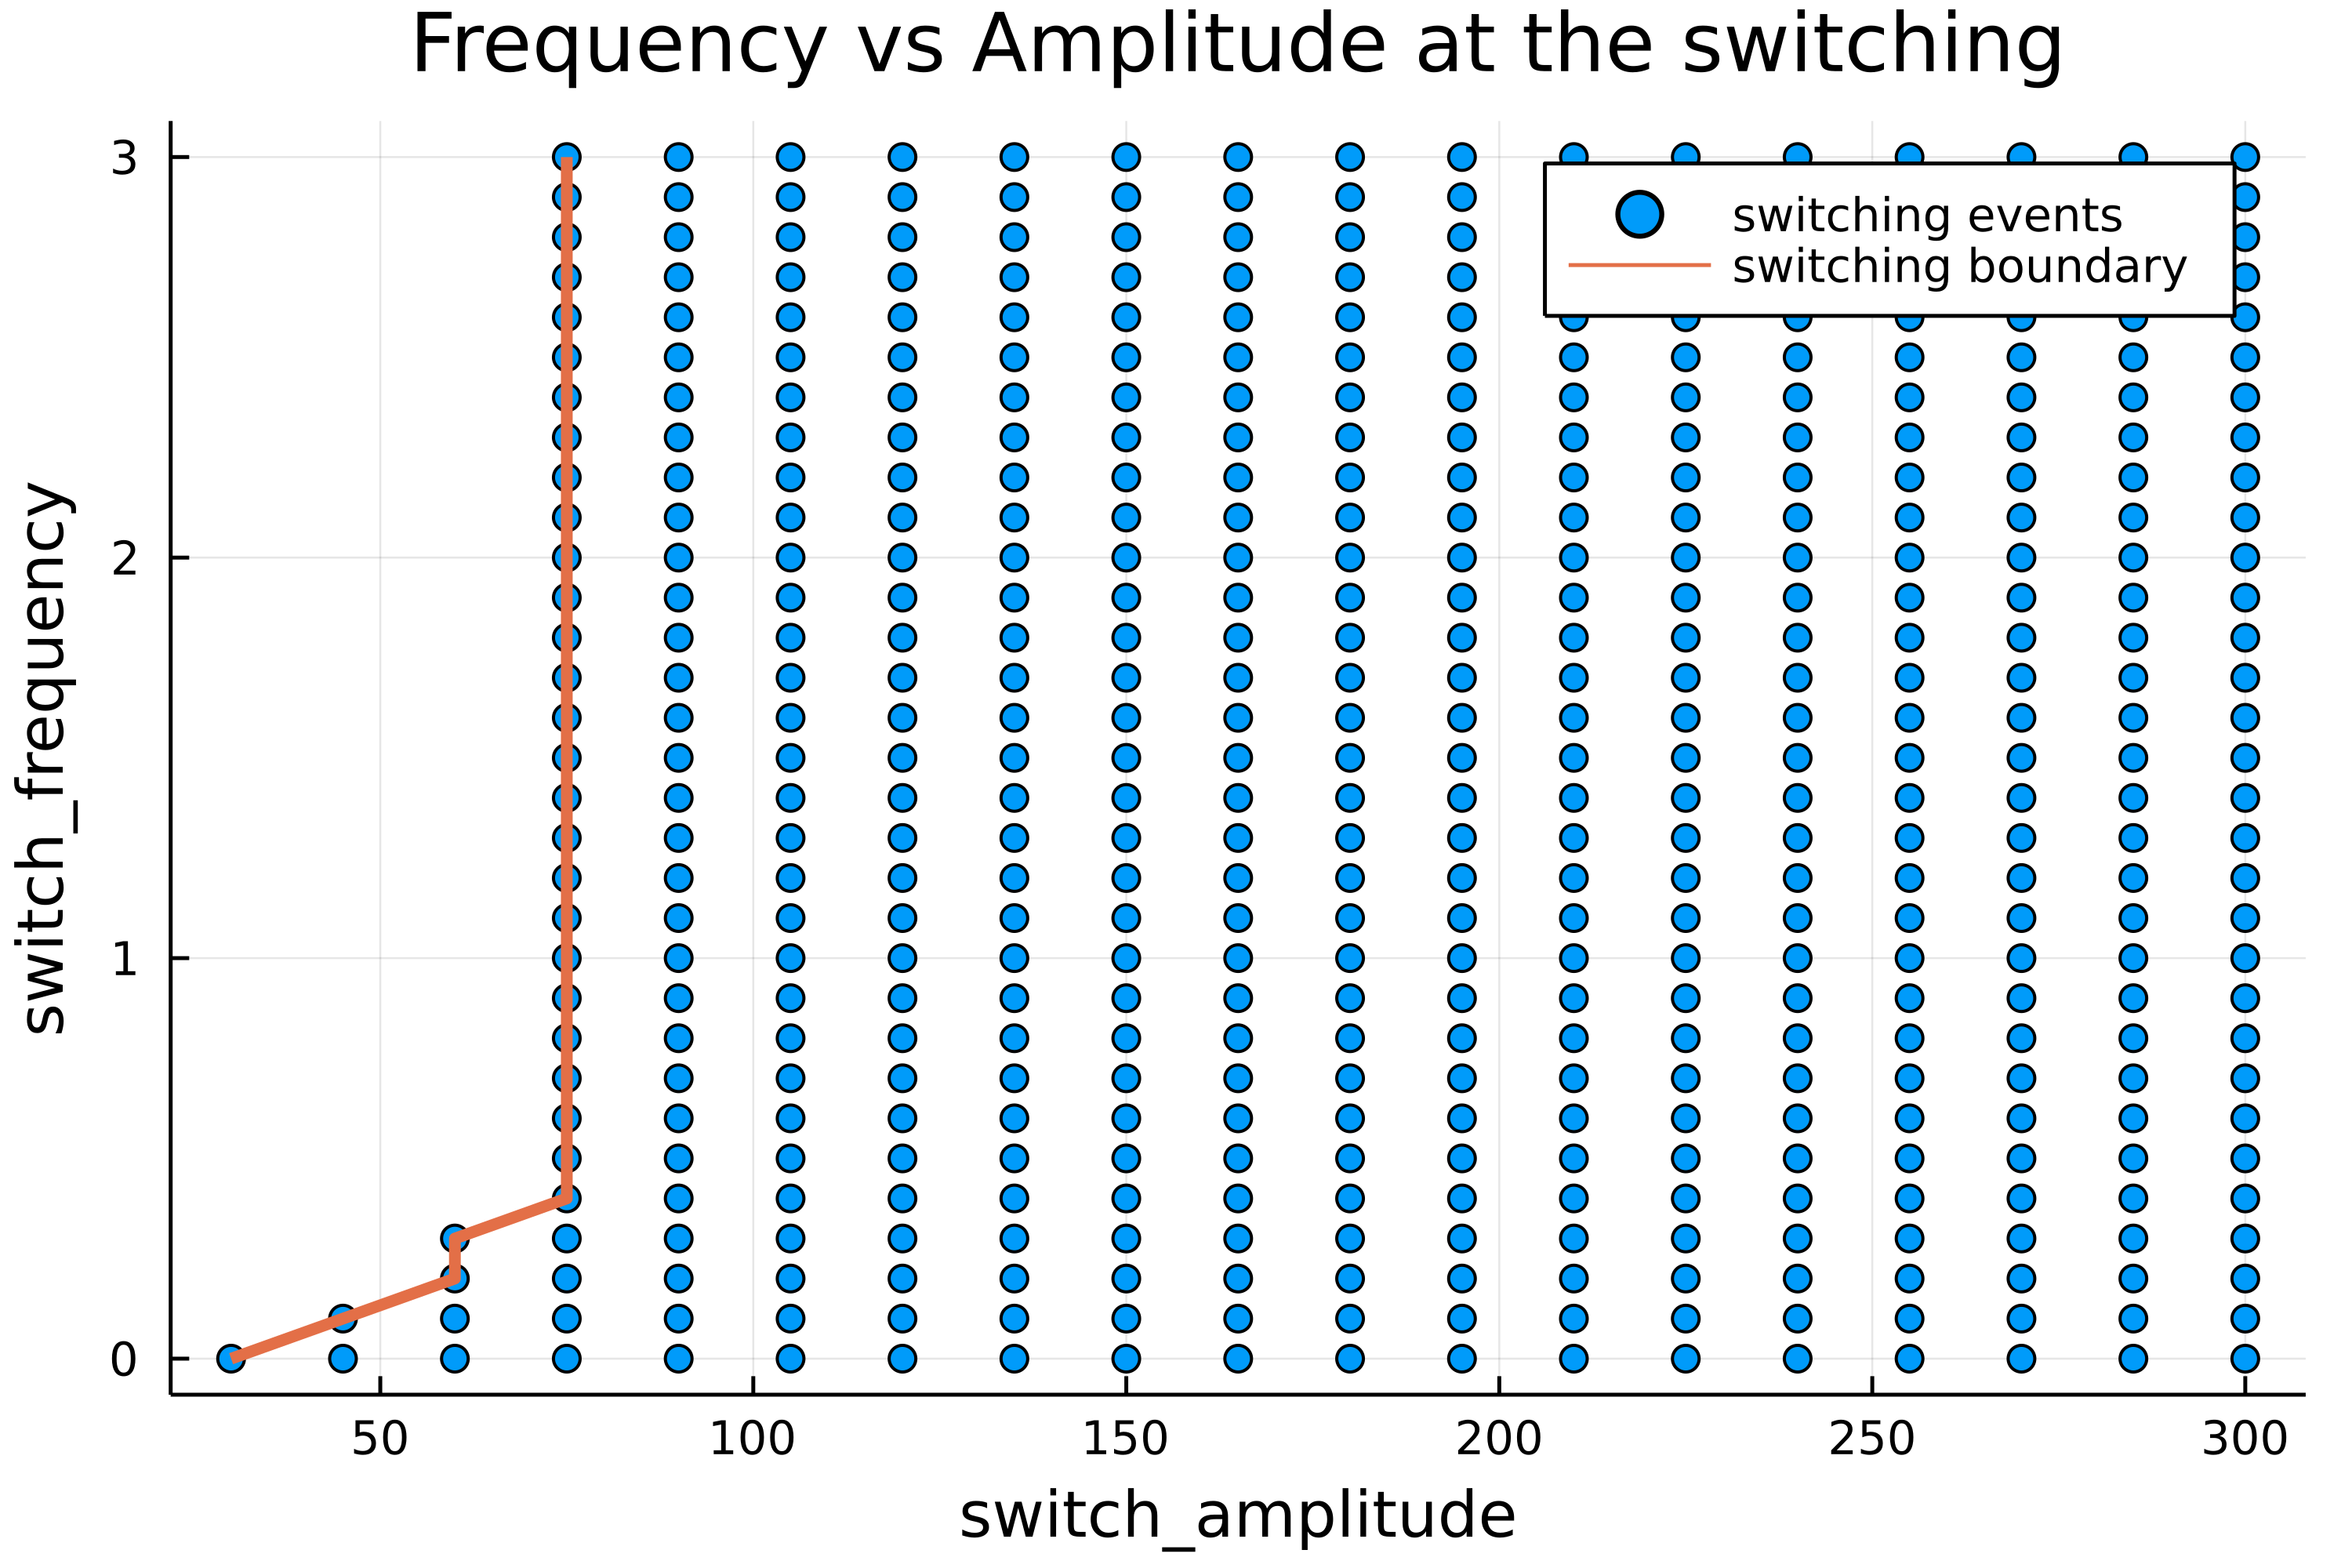 Frequency vs Amplitude at the switching
switching events
switching boundary
switch_frequency
3
2
1
0
50 100 150 200 250 300
switch_amplitude